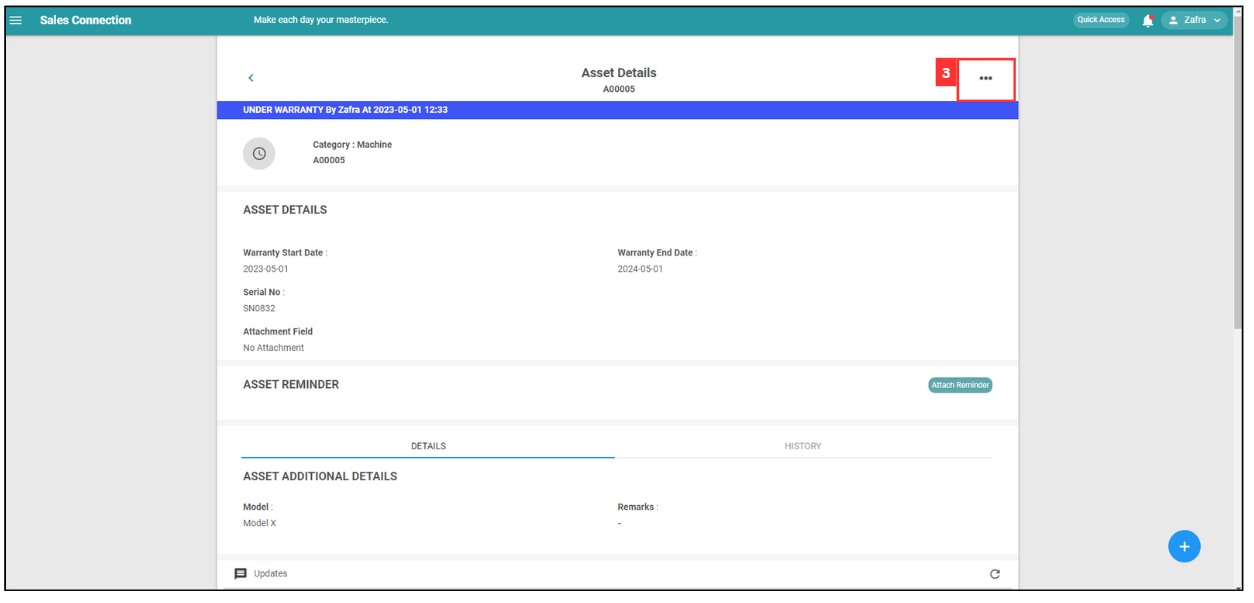 Sales Connection
Make each day your masterpiece.
Quick Access
Zafra
Asset Details
A00005
3
UNDER WARRANTY By Zafra At 2023-05-01 12:33
Category : Machine
A00005
ASSET DETAILS
Warranty Start Date :
2023-05-01
Warranty End Date :
2024-05-01
Serial No :
SN0832
Attachment Field
No Attachment
ASSET REMINDER
Attach Reminder
DETAILS
HISTORY
ASSET ADDITIONAL DETAILS
Model :
Model X
Remarks :
-
Updates